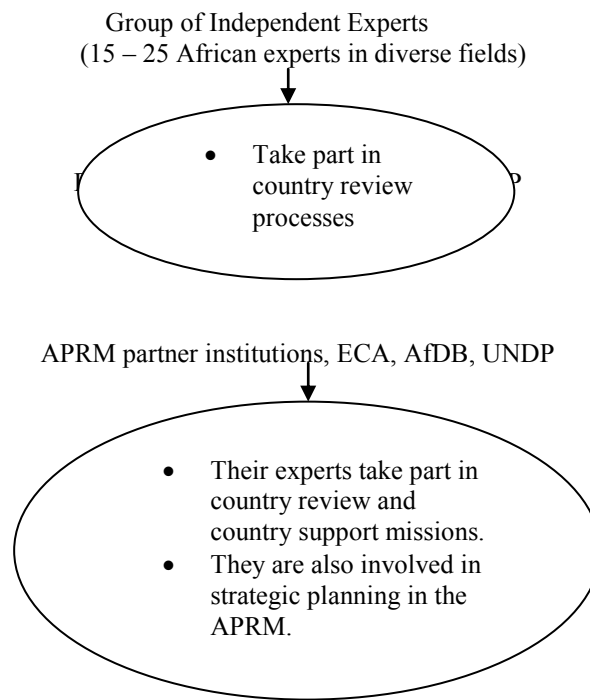 Group of Independent Experts
(15 – 25 African experts in diverse fields)
• Take part in
country review
processes
APRM partner institutions, ECA, AfDB, UNDP
• Their experts take part in
country review and
country support missions.
• They are also involved in
strategic planning in the
APRM.